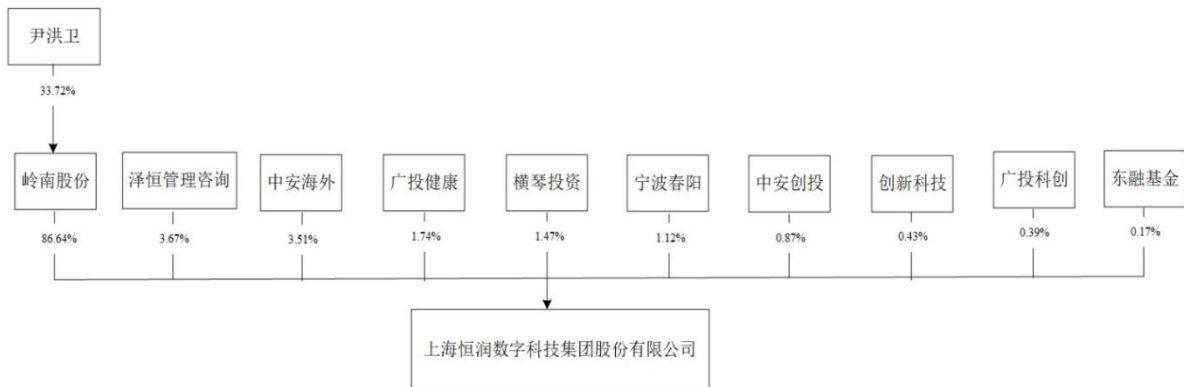 尹洪卫
33.72%
岭南股份
泽恒管理咨询
中安海外
广投健康
横琴投资
宁波春阳
中安创投
创新科技
广投科创
东融基金
86.64%
3.67%
3.51%
1.74%
1.47%
1.12%
0.87%
0.43%
0.39%
0.17%
上海恒润数字科技集团股份有限公司